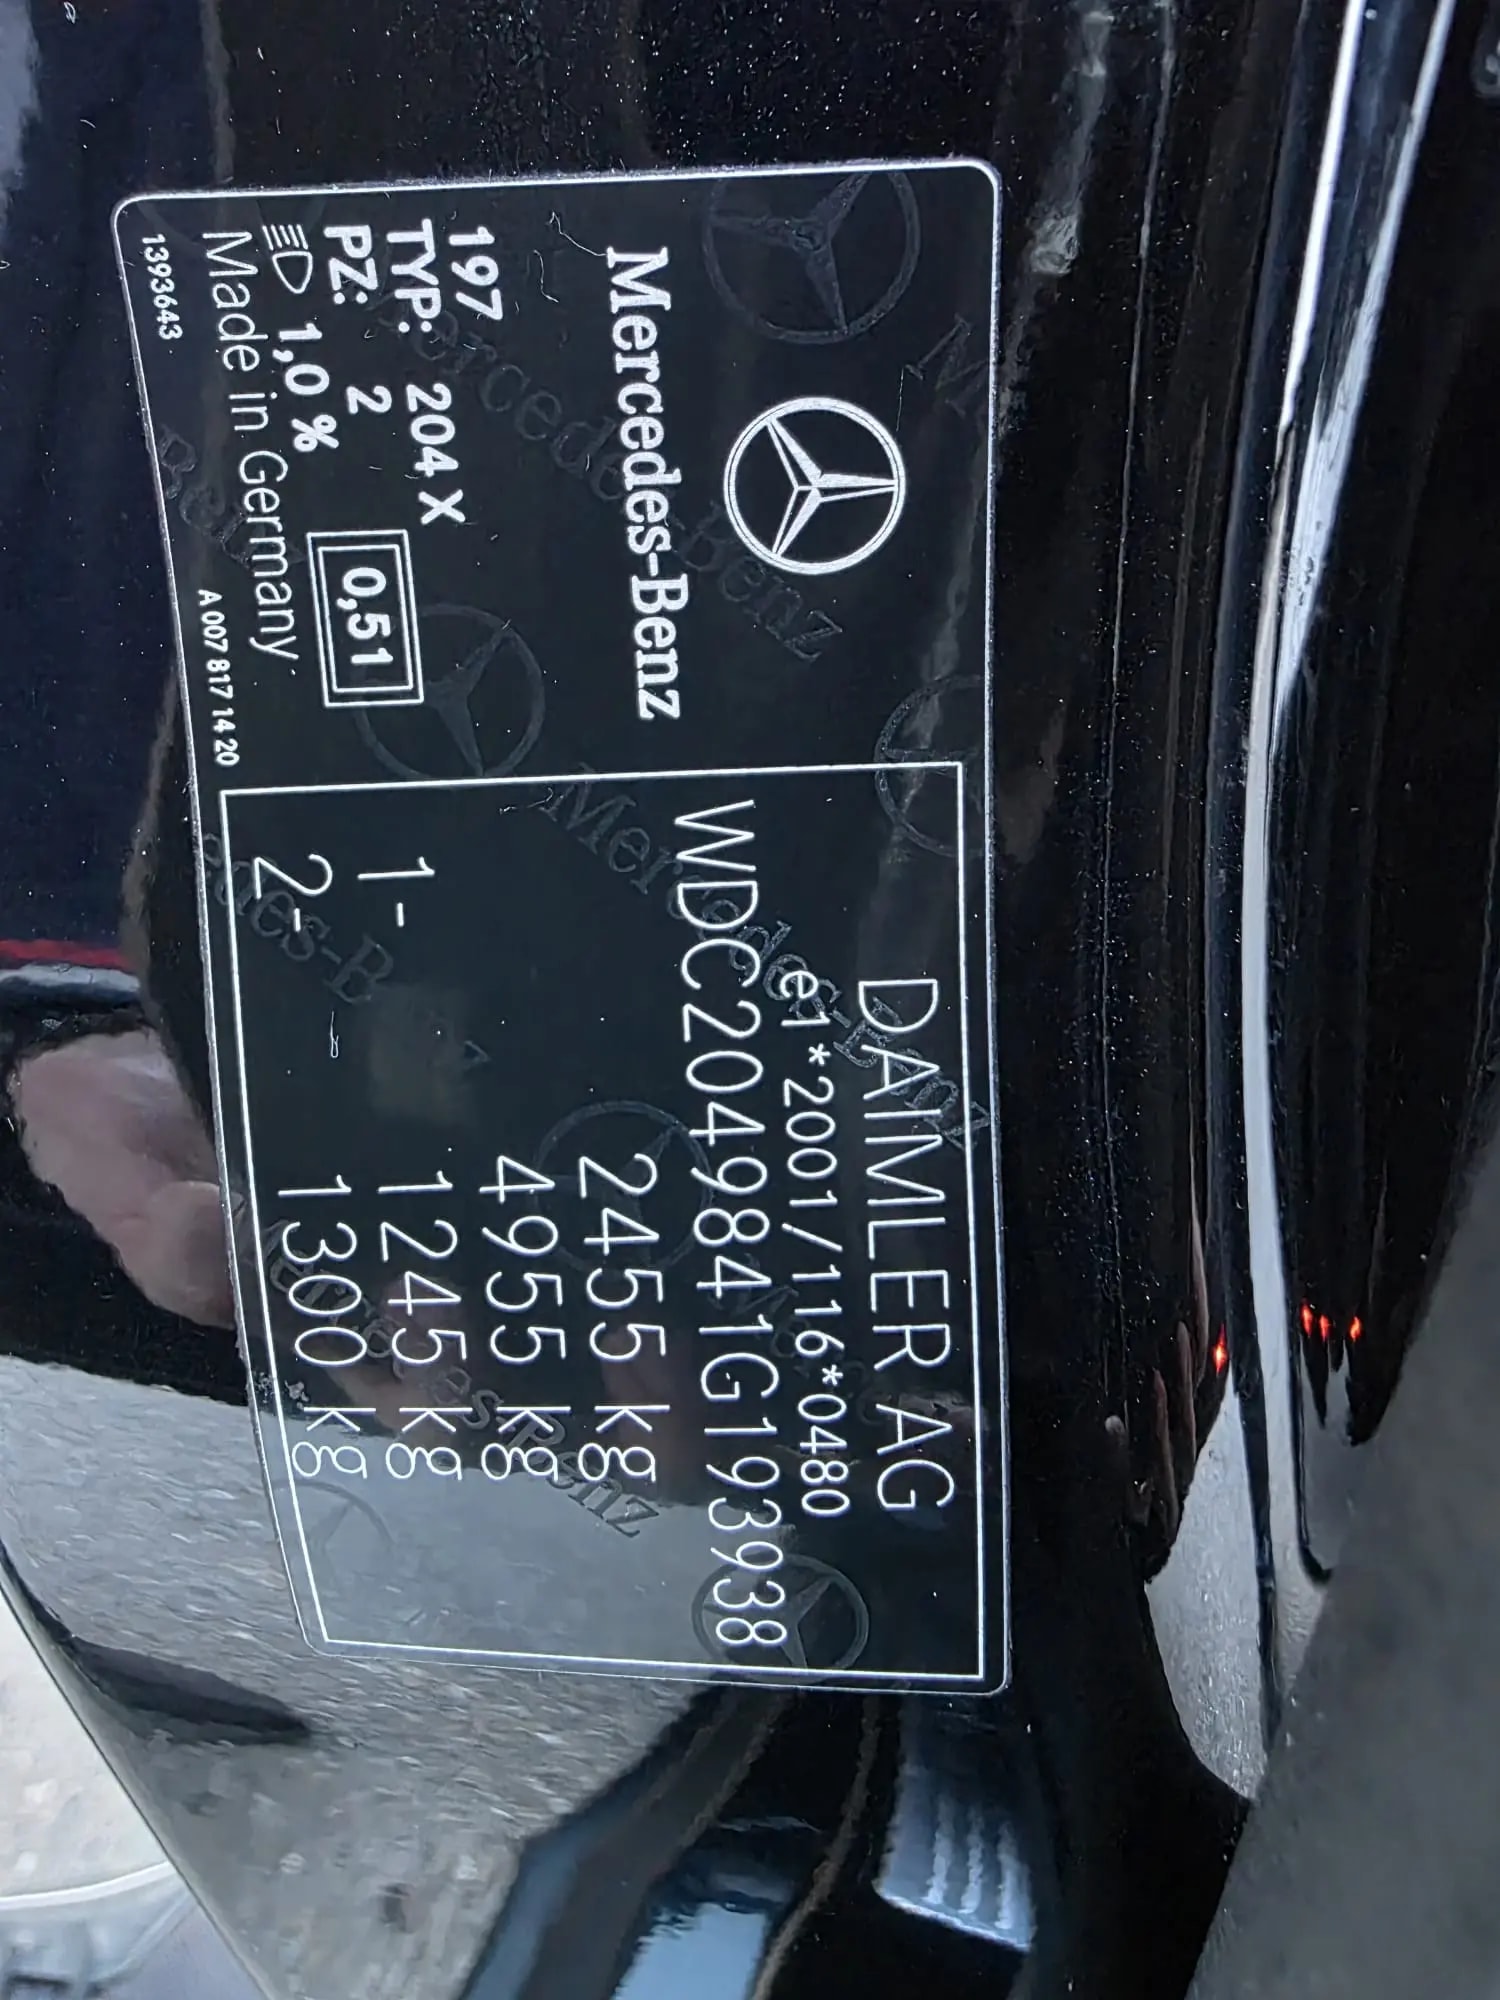 Mercedes-Benz
197
TYP: 204 X
PZ: 2
1,0 %
0,51
Made in Germany
1393643
A 007 817 14 20
DAIMLER AG
e1*2001/116*0480
WDC2049841G193938
2455 kg
4955 kg
1- 1245 kg
2- 1300 kg